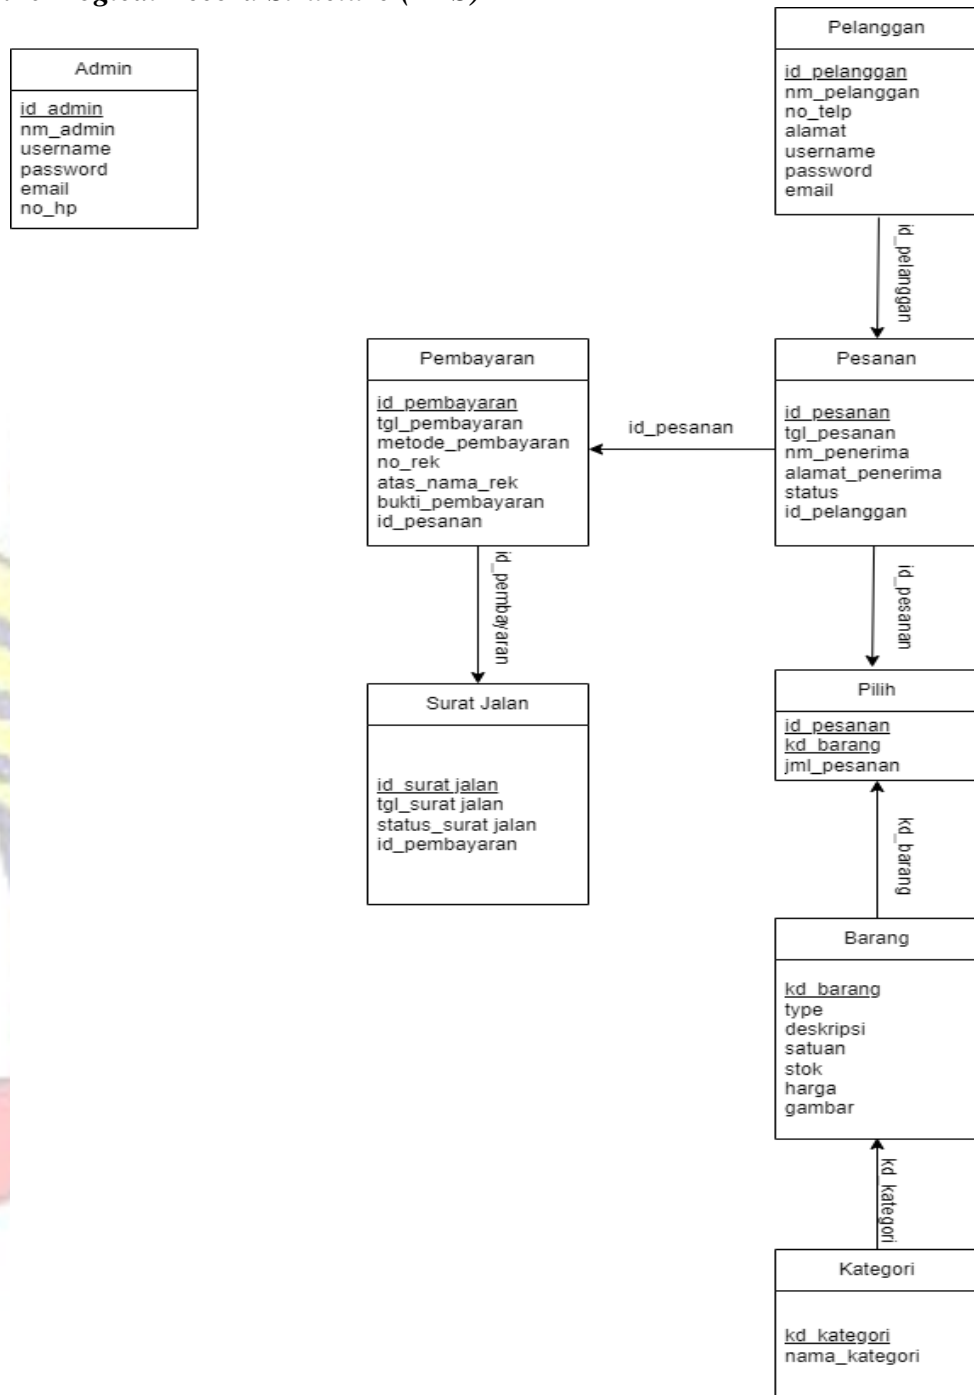 (LRS)
Admin
id_admin
nm_admin
username
password
email
no_hp
Pelanggan
id_pelanggan
nm_pelanggan
no_telp
alamat
username
password
email
id_pelanggan
Pembayaran
id_pembayaran
tgl_pembayaran
metode_pembayaran
no_rek
atas_nama_rek
bukti_pembayaran
id_pesanan
id_pesanan
Pesanan
id_pesanan
tgl_pesanan
nm_penerima
alamat_penerima
status
id_pelanggan
id_pembayaran
id_pesanan
Surat Jalan
id_surat jalan
tgl_surat jalan
status_surat jalan
id_pembayaran
Pilih
id_pesanan
kd_barang
jml_pesanan
kd_barang
Barang
kd_barang
type
deskripsi
satuan
stok
harga
gambar
kd_kategori
Kategori
kd_kategori
nama_kategori